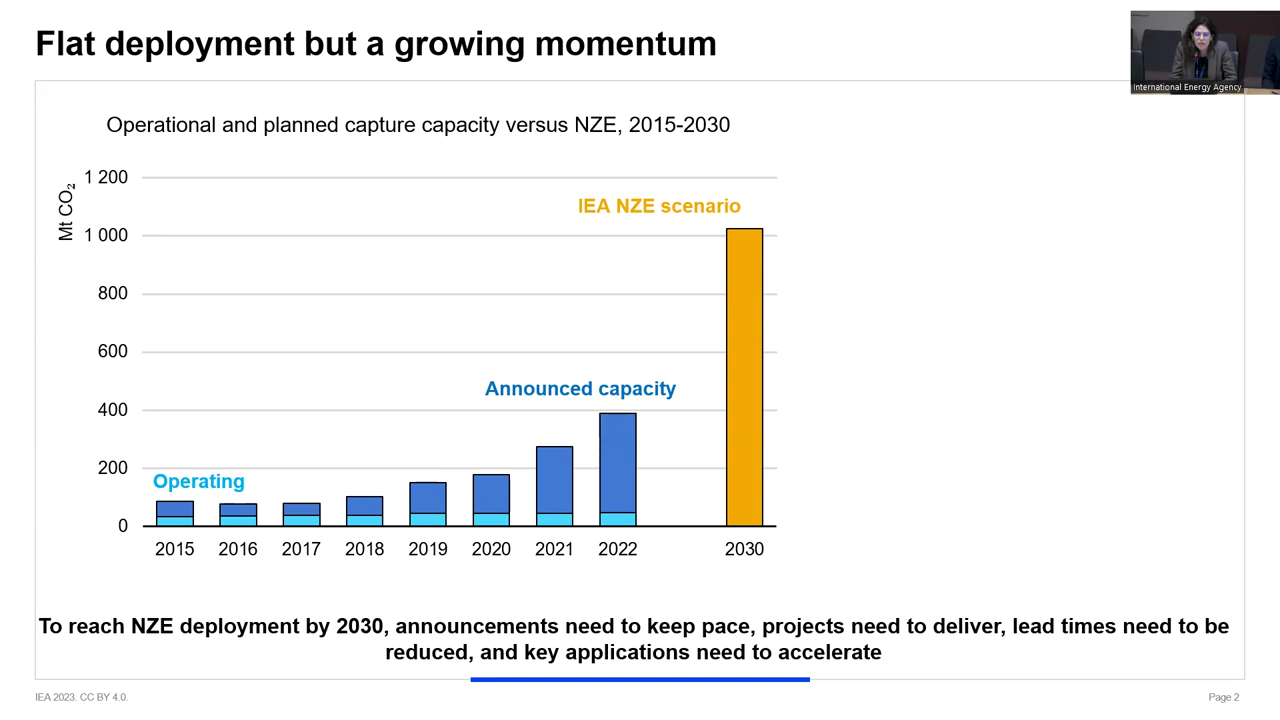 Flat deployment but a growing momentum
International Energy Agency
Operational and planned capture capacity versus NZE, 2015-2030
Mt CO₂
1 200
1 000
800
600
400
200
0
IEA NZE scenario
Announced capacity
Operating
2015 2016 2017 2018 2019 2020 2021 2022 2030
To reach NZE deployment by 2030, announcements need to keep pace, projects need to deliver, lead times need to be
reduced, and key applications need to accelerate
IEA 2023. CC BY 4.0.
Page 2